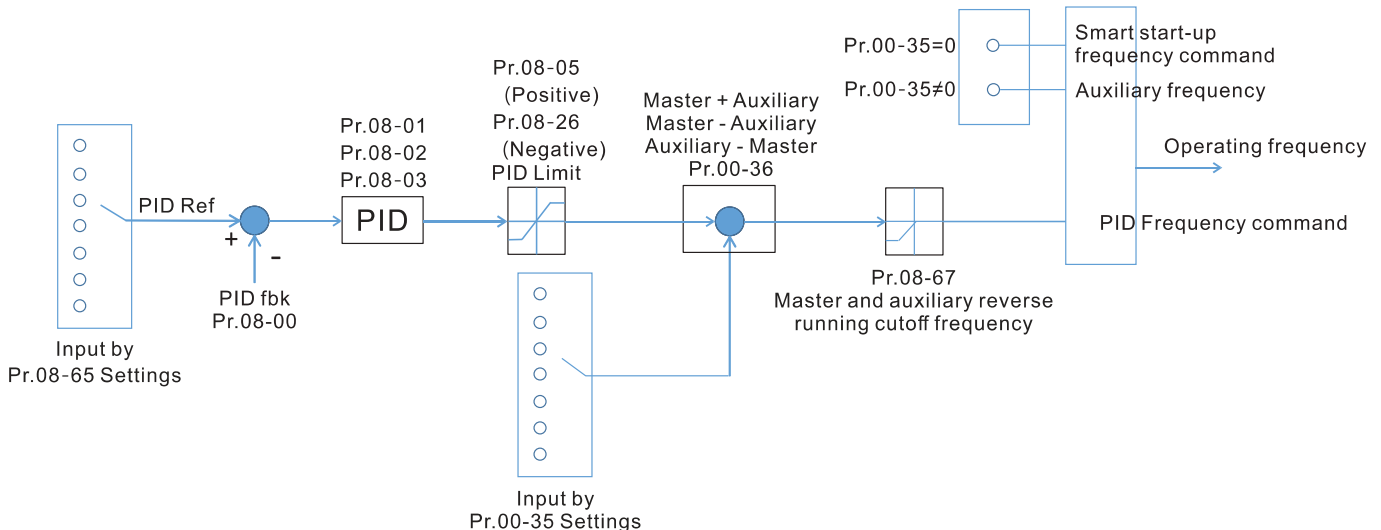 Pr.00-35=0
Smart start-up
frequency command
Pr.00-35≠0
Auxiliary frequency
Operating frequency
PID Frequency command
Pr.08-05
(Positive)
Pr.08-26
(Negative)
PID Limit
Master + Auxiliary
Master - Auxiliary
Auxiliary - Master
Pr.00-36
Pr.08-01
Pr.08-02
Pr.08-03
PID
PID Ref
+
-
PID fbk
Pr.08-00
Input by
Pr.08-65 Settings
Pr.08-67
Master and auxiliary reverse
running cutoff frequency
Input by
Pr.00-35 Settings